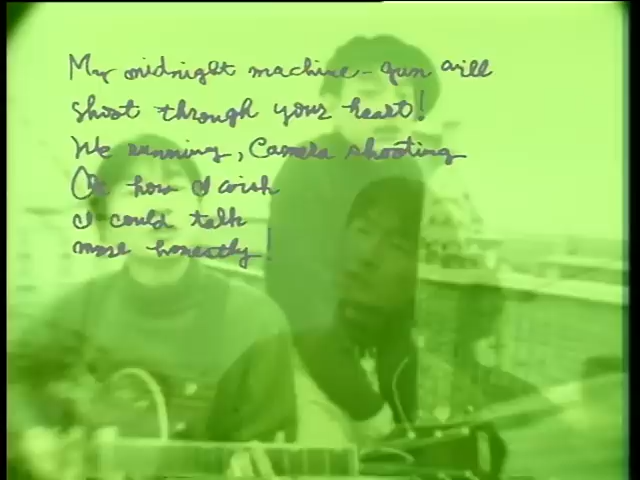 My midnight machine-gun will
shoot through your heart!
We running, Camera shooting
Oh how I wish
I could talk
more honestly!